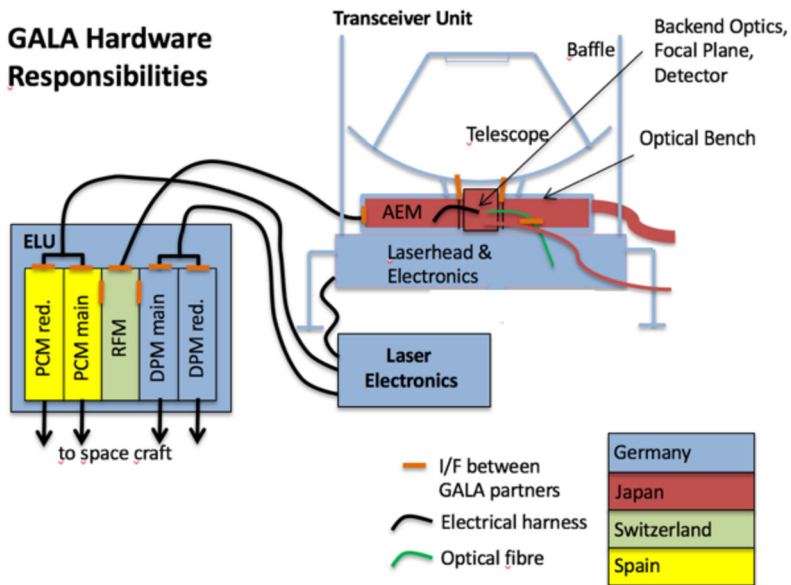 GALA Hardware
Responsibilities
Transceiver Unit
Baffle
Backend Optics,
Focal Plane,
Detector
Telescope
Optical Bench
AEM
Laserhead &
Electronics
ELU
PCM red.
PCM main
RFM
DPM main
DPM red.
Laser
Electronics
to space craft
I/F between
GALA partners
Electrical harness
Optical fibre
Germany
Japan
Switzerland
Spain